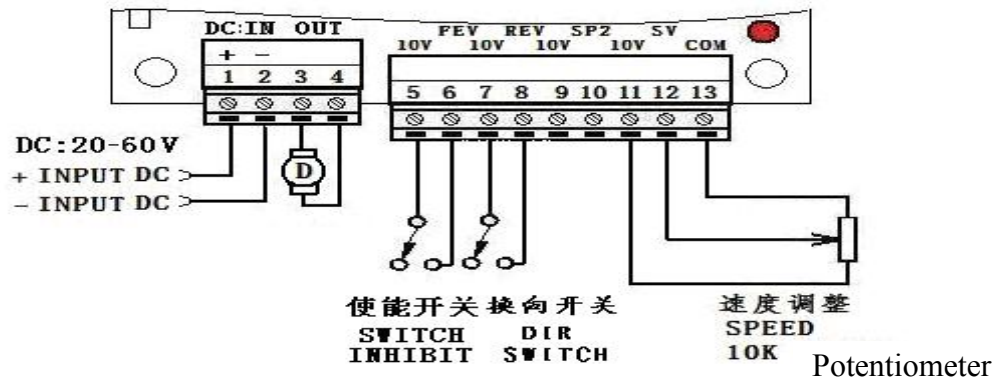 DC:IN OUT
+ -
1 2 3 4
FEV REV SP2 SV
10V 10V 10V 10V COM
5 6 7 8 9 10 11 12 13
DC:20-60V
+ INPUT DC
- INPUT DC
D
使能开关 换向开关
SWITCH DIR
INHIBIT SWITCH
速度调整
SPEED
10K Potentiometer